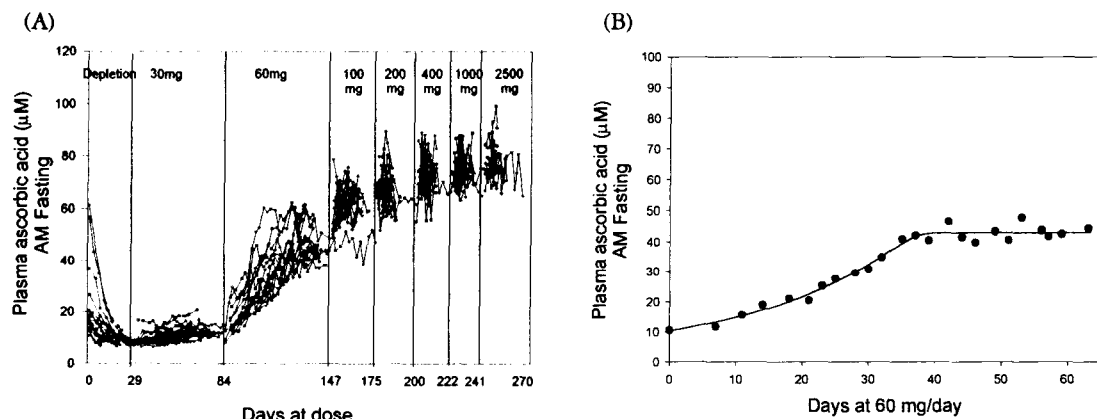 (A)
120
100
80
60
40
20
0
Plasma ascorbic acid (μM)
AM Fasting
Depletion
30mg
60mg
100
mg
200
mg
400
mg
1000
mg
2500
mg
0
29
84
147
175
200
222
241
270
Days at dose
(B)
100
90
80
70
60
50
40
30
20
10
0
Plasma ascorbic acid (μM)
AM Fasting
0
10
20
30
40
50
60
Days at 60 mg/day